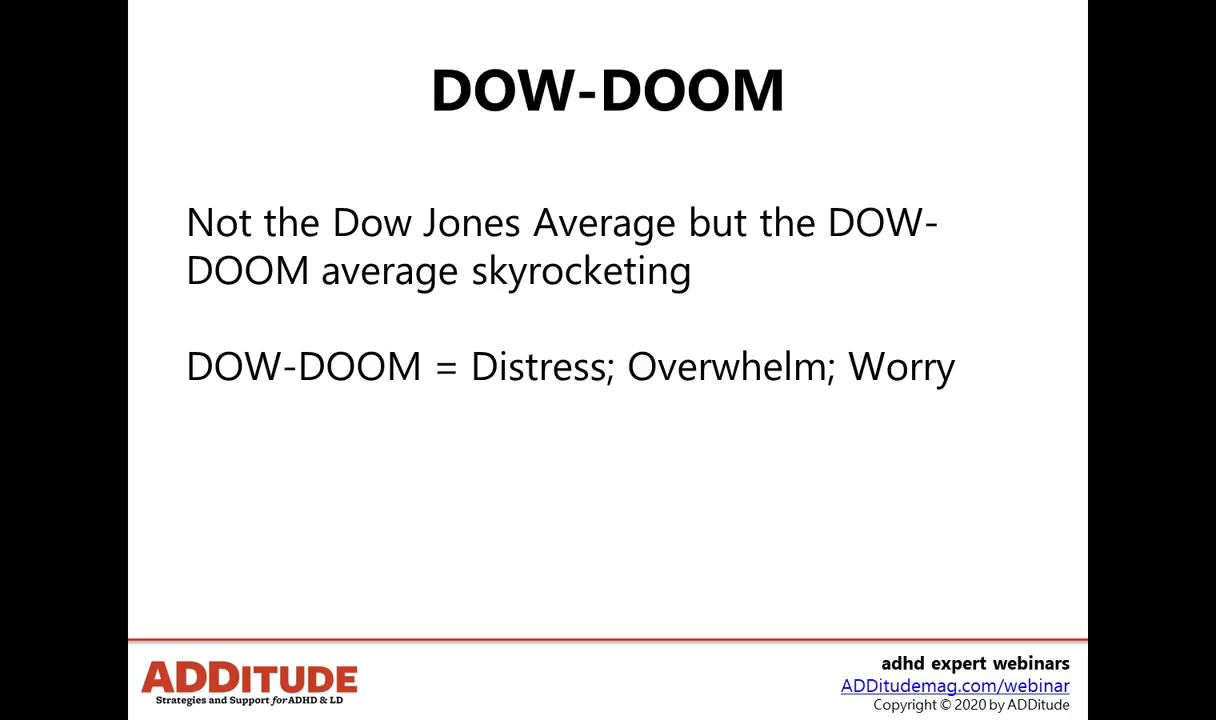 DOW-DOOM
Not the Dow Jones Average but the DOW-
DOOM average skyrocketing
DOW-DOOM = Distress; Overwhelm; Worry
ADDITUDE
Strategies and Support for ADHD & LD
adhd expert webinars
ADDitudemag.com/webinar
Copyright © 2020 by ADDitude